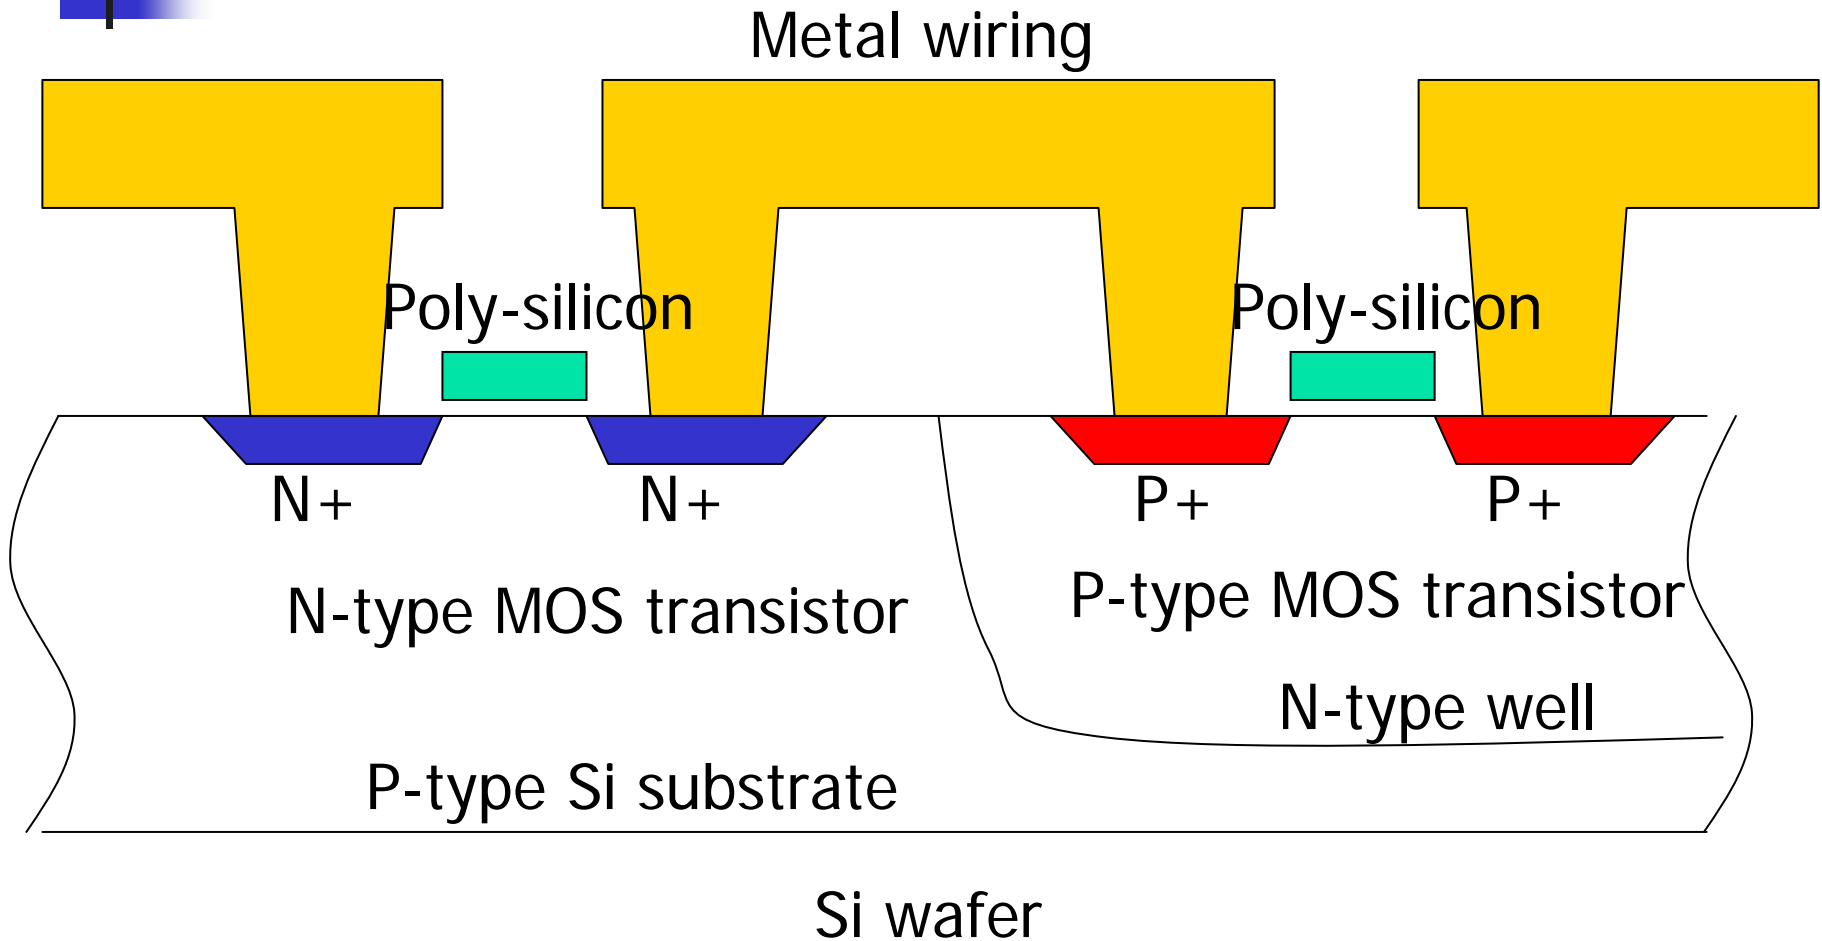 Metal wiring
Poly-silicon
Poly-silicon
N+
N+
P+
P+
N-type MOS transistor
P-type MOS transistor
N-type well
P-type Si substrate
Si wafer